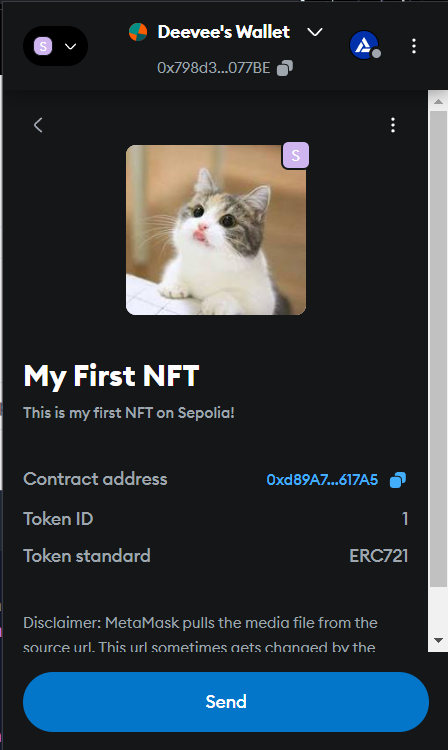 S
Deevee's Wallet
0x798d3...077BE
S
My First NFT
This is my first NFT on Sepolia!
Contract address 0xd89A7...617A5
Token ID 1
Token standard ERC721
Disclaimer: MetaMask pulls the media file from the
source url. This url sometimes gets changed by the
Send